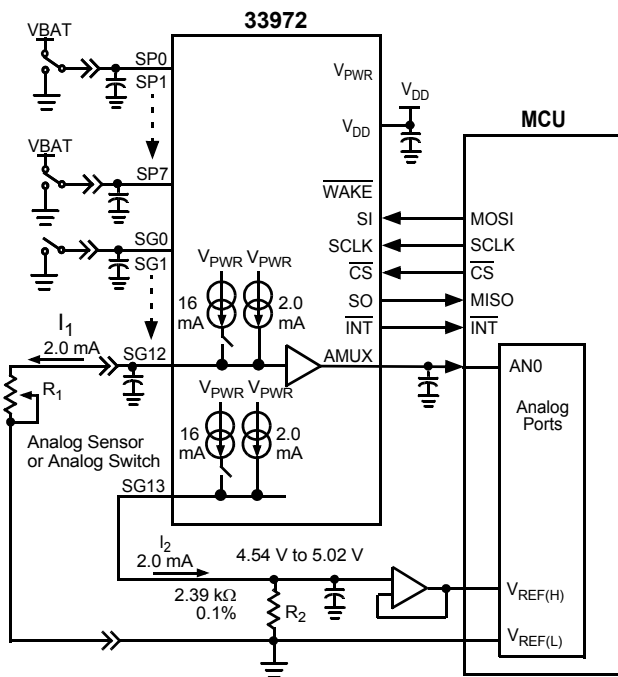 33972
VBAT
SP0
SP1
VPWR
VDD
VDD
MCU
VBAT
SP7
WAKE
SI
MOSI
SG0
SCLK
SCLK
SG1
VPWR VPWR
CS
CS
16
mA
2.0
mA
SO
MISO
INT
INT
I1
2.0 mA
SG12
AMUX
AN0
R1
VPWR VPWR
Analog
Ports
16
mA
2.0
mA
Analog Sensor
or Analog Switch
SG13
I2
2.0 mA
4.54 V to 5.02 V
2.39 kΩ
0.1%
R2
VREF(H)
VREF(L)